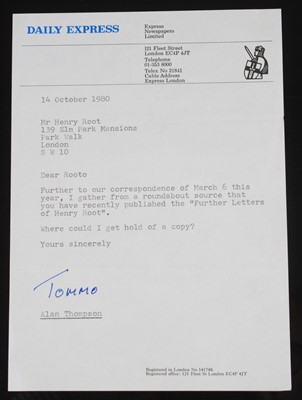 DAILY EXPRESS
Express
Newspapers
Limited
121 Fleet Street
London EC4P 4JT
Telephone
01-353 8000
Telex No 21841
Cable Address
Express London
14 October 1980
Mr Henry Root
139 Elm Park Mansions
Park Walk
London
S W 10
Dear Rooto
Further to our correspondence of March 6 this
year, I gather from a roundabout source that
you have recently published the "Further Letters
of Henry Root".
Where could I get hold of a copy?
Yours sincerely
Tommo
Alan Thompson
Registered in London No 141748.
Registered office: 121 Fleet St London EC4P 4JT